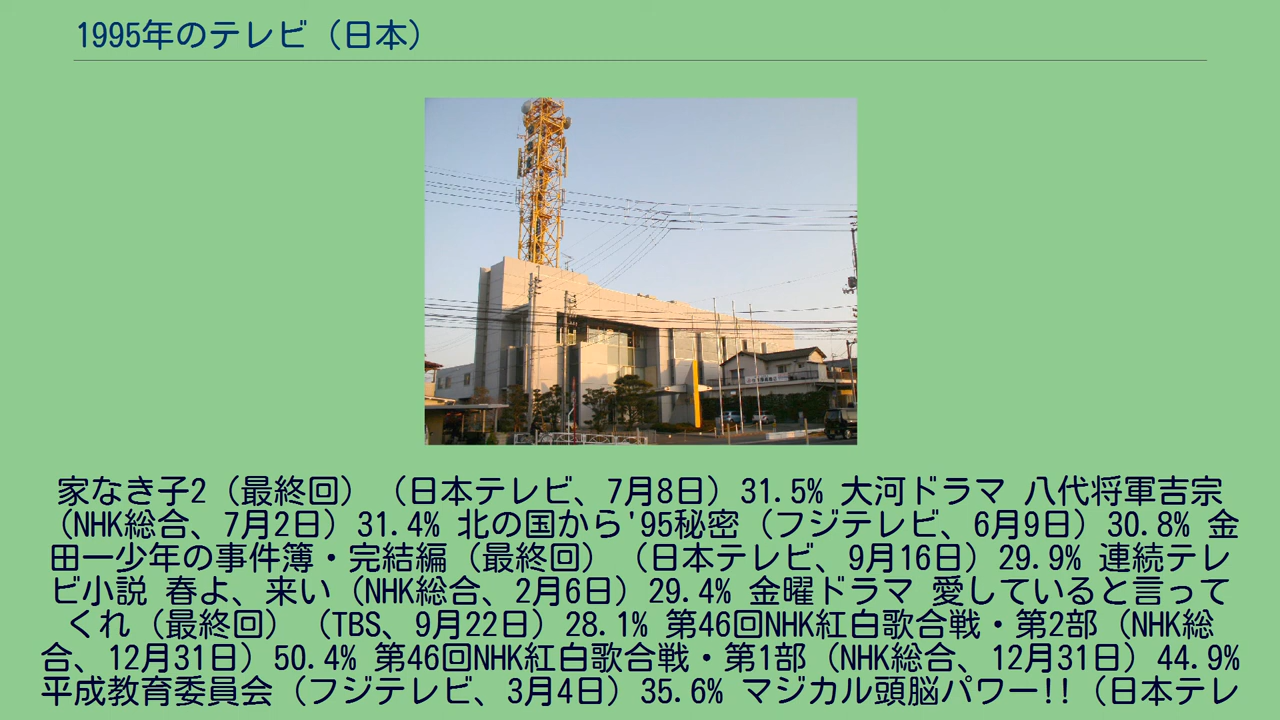 1995年のテレビ（日本）
家なき子2（最終回）（日本テレビ、7月8日）31.5% 大河ドラマ 八代将軍吉宗
（NHK総合、7月2日）31.4% 北の国から'95秘密（フジテレビ、6月9日）30.8% 金
田一少年の事件簿・完結編（最終回）（日本テレビ、9月16日）29.9% 連続テレ
ビ小説 春よ、来い（NHK総合、2月6日）29.4% 金曜ドラマ 愛していると言って
くれ（最終回）（TBS、9月22日）28.1% 第46回NHK紅白歌合戦・第2部（NHK総
合、12月31日）50.4% 第46回NHK紅白歌合戦・第1部（NHK総合、12月31日）44.9%
平成教育委員会（フジテレビ、3月4日）35.6% マジカル頭脳パワー!!（日本テレ